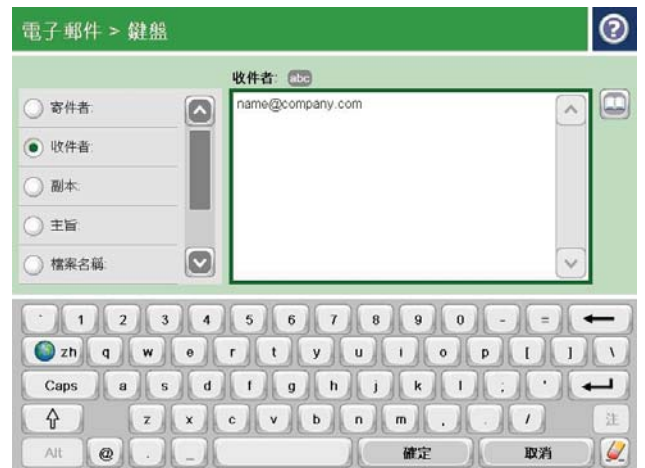 電子郵件 > 鍵盤
?
收件者: abc
寄件者:
name@company.com
收件者:
副本:
主旨:
檔案名稱:
` 1 2 3 4 5 6 7 8 9 0 - =
zh q w e r t y u i o p [ ] \
Caps a s d f g h j k l ; '
z x c v b n m , . / 注
Alt @ . _ 確定 取消